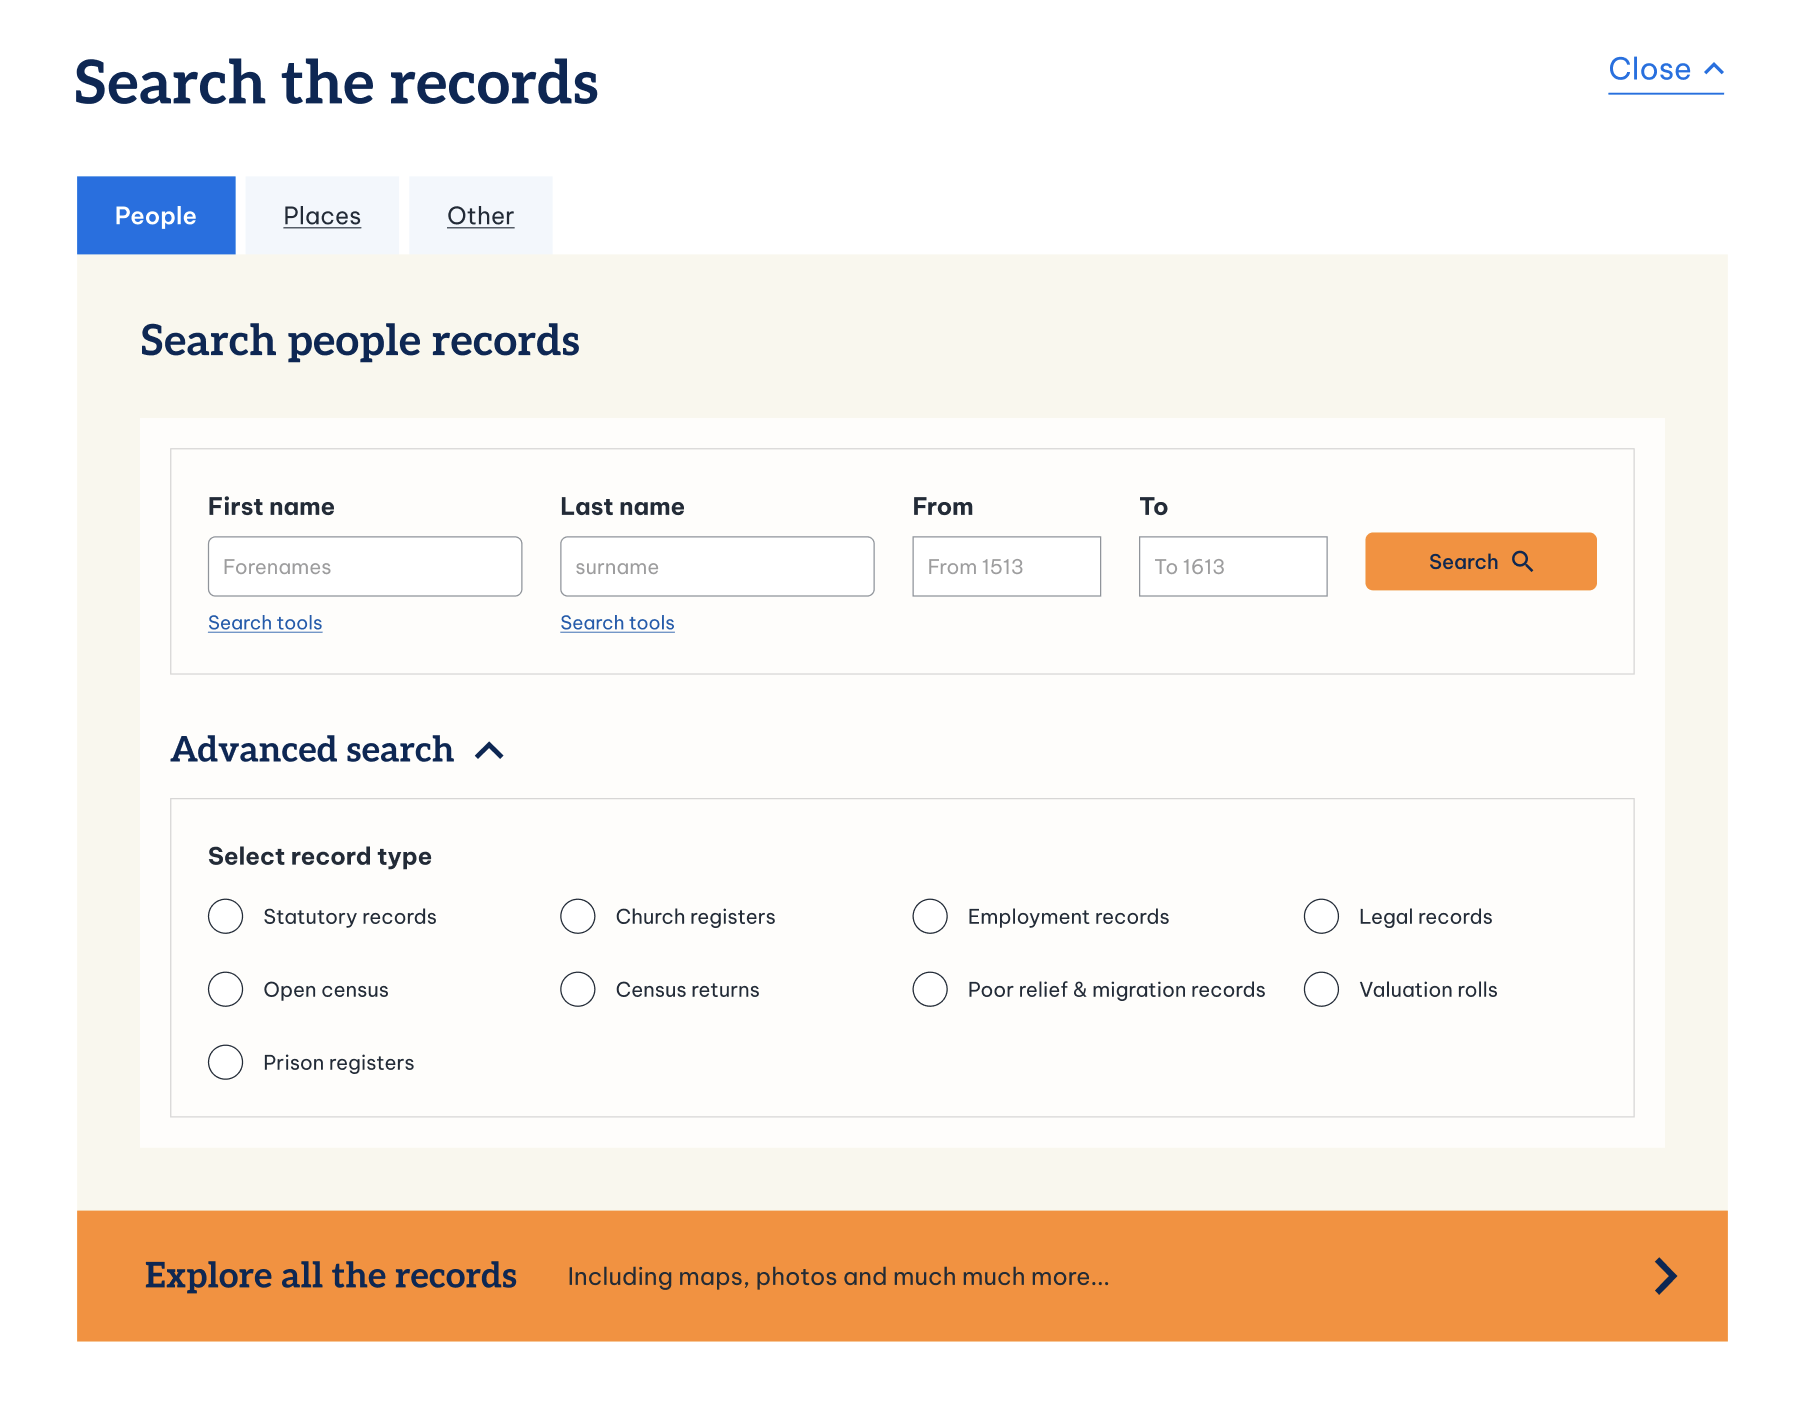 Search the records
Close
People
Places
Other
Search people records
First name
Last name
From
To
Forenames
surname
From 1513
To 1613
Search
Search tools
Search tools
Advanced search
Select record type
Statutory records
Church registers
Employment records
Legal records
Open census
Census returns
Poor relief & migration records
Valuation rolls
Prison registers
Explore all the records
Including maps, photos and much much more...